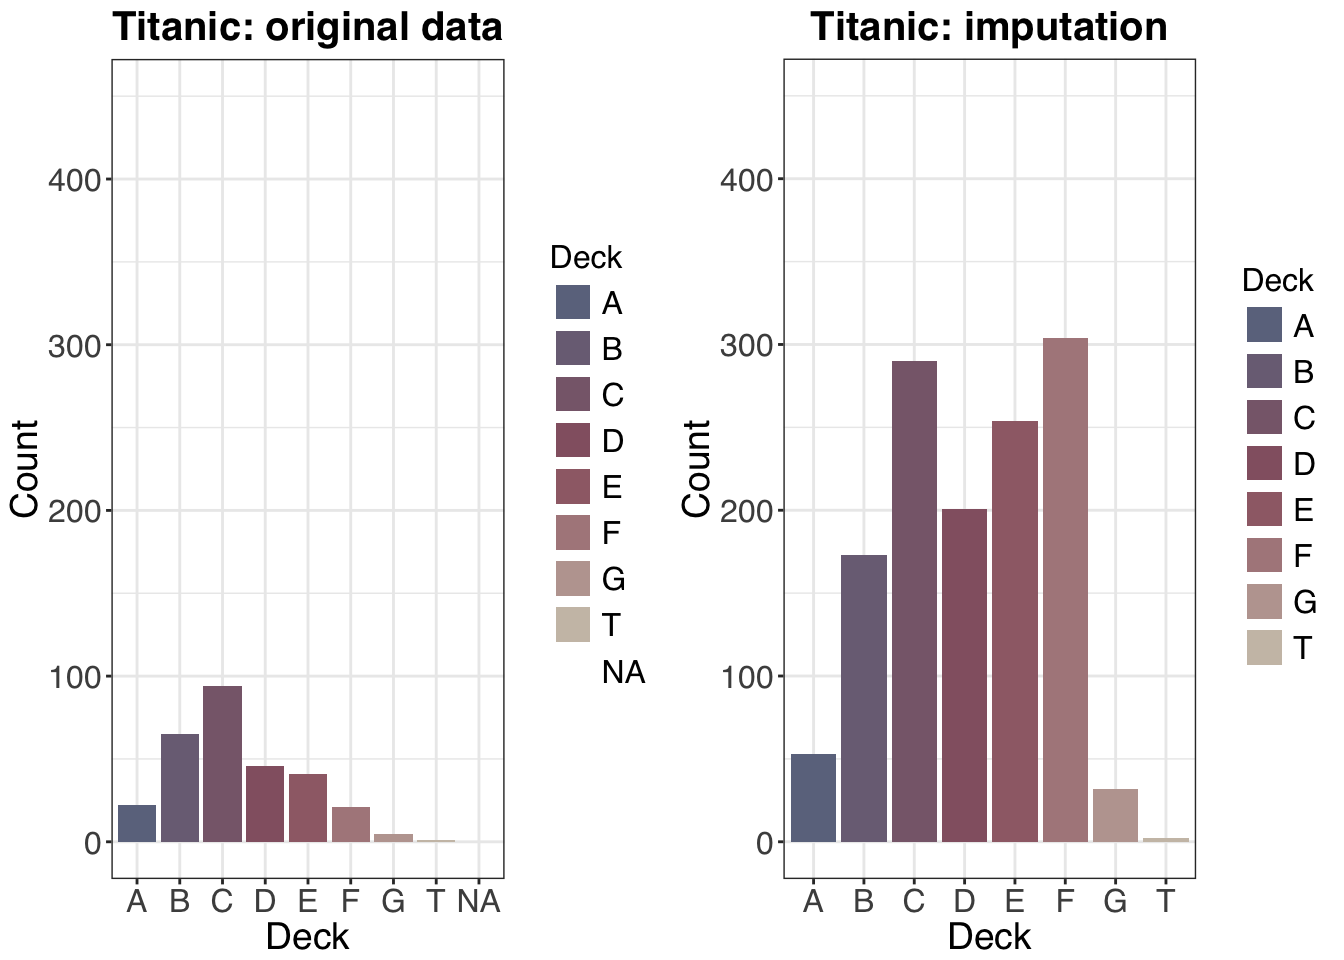 Titanic: original data
400
300
200
100
0
Count
A B C D E F G T NA
Deck
Deck
A
B
C
D
E
F
G
T
NA
Titanic: imputation
400
300
200
100
0
Count
A B C D E F G T
Deck
Deck
A
B
C
D
E
F
G
T